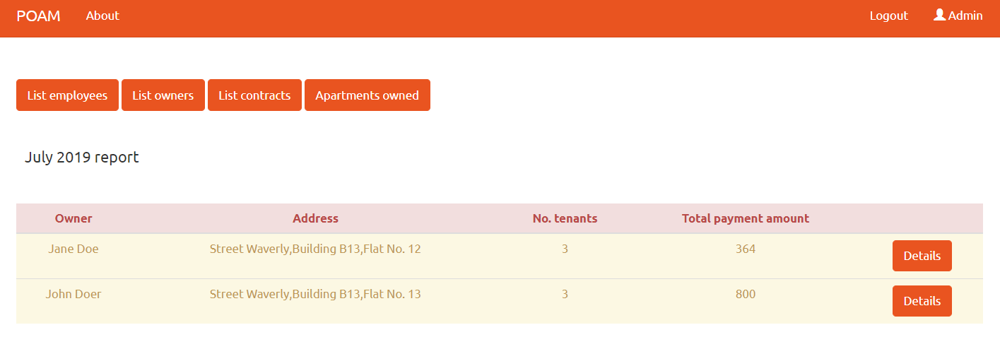 POAM About Logout Admin
List employees List owners List contracts Apartments owned
July 2019 report
Owner Address No. tenants Total payment amount
Jane Doe Street Waverly,Building B13,Flat No. 12 3 364 Details
John Doer Street Waverly,Building B13,Flat No. 13 3 800 Details